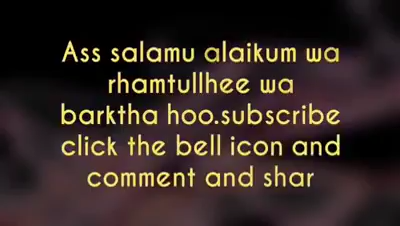 Ass salamu alaikum wa
rhamtullhee wa
barktha hoo.subscribe
click the bell icon and
comment and shar